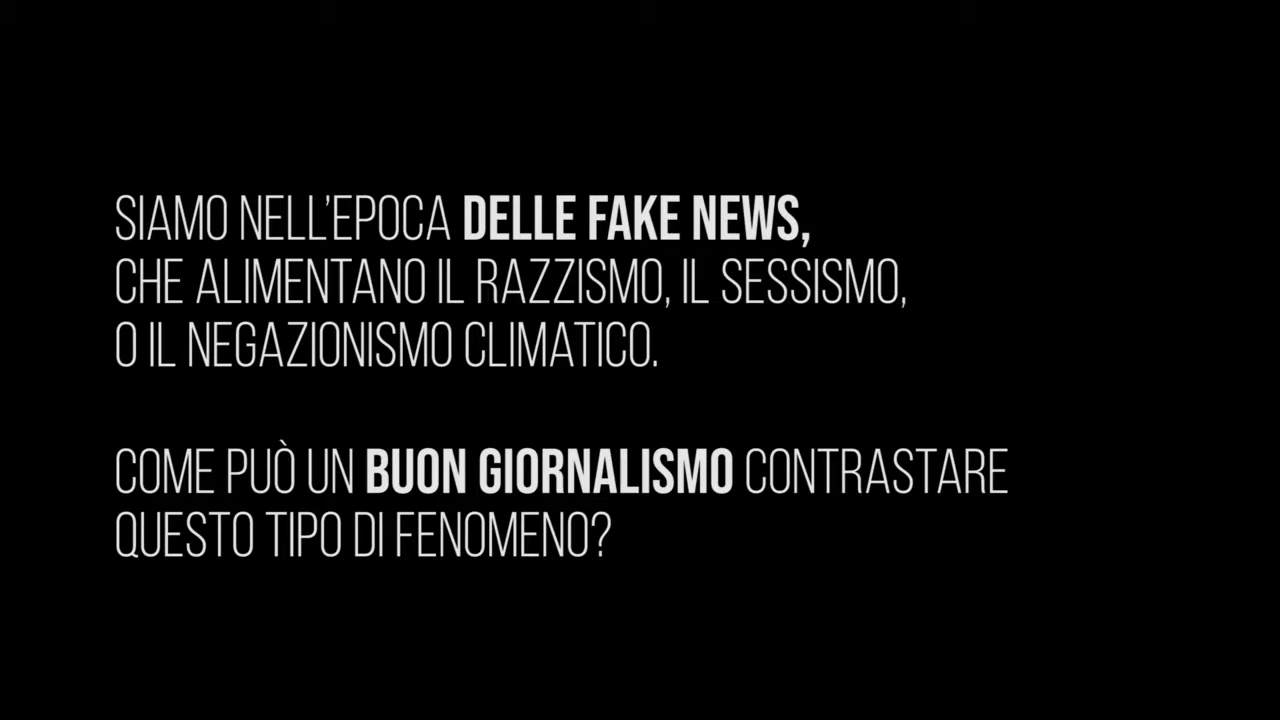 SIAMO NELL'EPOCA DELLE FAKE NEWS,
CHE ALIMENTANO IL RAZZISMO, IL SESSISMO,
O IL NEGAZIONISMO CLIMATICO.
COME PUÒ UN BUON GIORNALISMO CONTRASTARE
QUESTO TIPO DI FENOMENO?